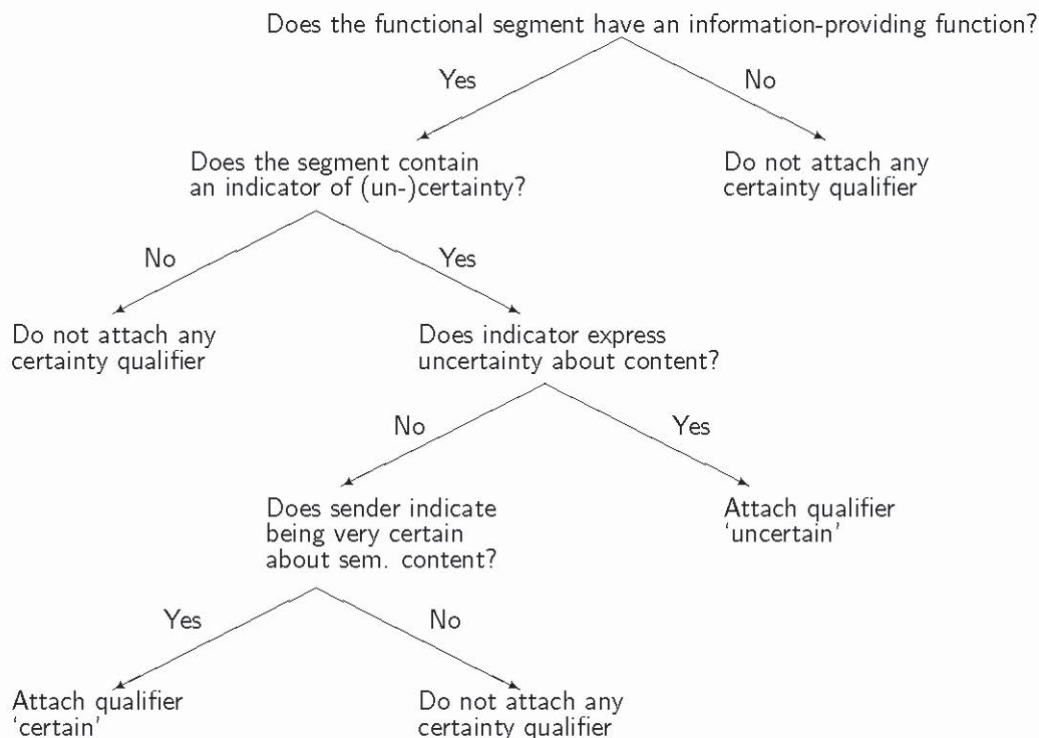 Does the functional segment have an information-providing function?
Yes
No
Does the segment contain
an indicator of (un-)certainty?
Do not attach any
certainty qualifier
No
Yes
Do not attach any
certainty qualifier
Does indicator express
uncertainty about content?
No
Yes
Does sender indicate
being very certain
about sem. content?
Attach qualifier
‘uncertain’
Yes
No
Attach qualifier
‘certain’
Do not attach any
certainty qualifier